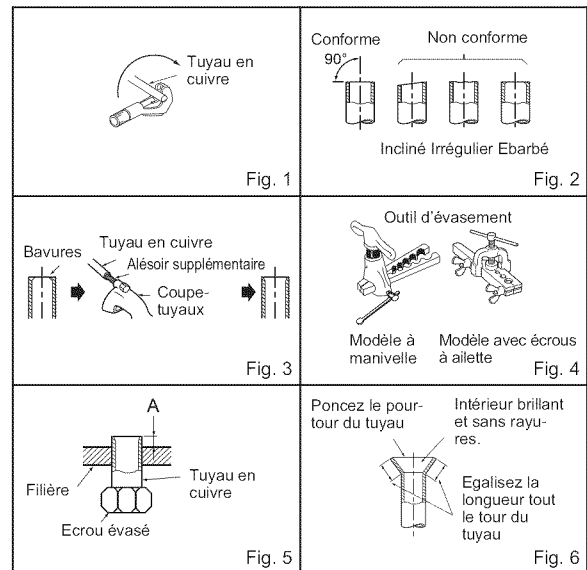 Tuyau en
cuivre
Fig. 1
Conforme
Non conforme
90°
Incliné Irrégulier Ebarbé
Fig. 2
Bavures
Tuyau en cuivre
Alésoir supplémentaire
Coupe-
tuyaux
Fig. 3
Outil d'évasement
Modèle à
manivelle
Modèle avec écrous
à ailette
Fig. 4
A
Filière
Tuyau en
cuivre
Ecrou évasé
Fig. 5
Poncez le pour-
tour du tuyau
Intérieur brillant
et sans rayu-
res.
Egalisez la
longueur tout
le tour du
tuyau
Fig. 6